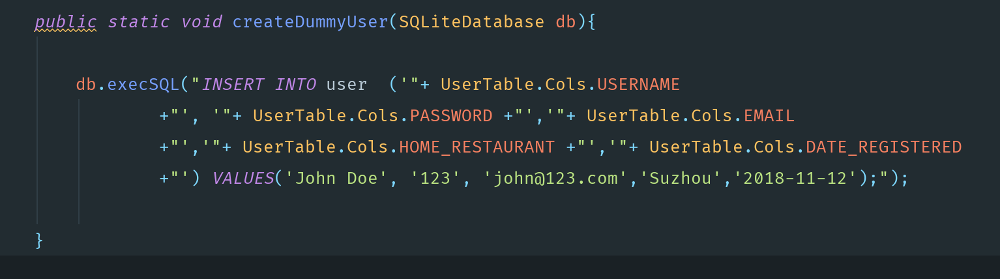 public static void createDummyUser(SQLiteDatabase db){
db.execSQL("INSERT INTO user  ('"+ UserTable.Cols.USERNAME
+"', '"+ UserTable.Cols.PASSWORD +"','"+ UserTable.Cols.EMAIL
+"','"+ UserTable.Cols.HOME_RESTAURANT +"','"+ UserTable.Cols.DATE_REGISTERED
+"') VALUES('John Doe', '123', 'john@123.com','Suzhou','2018-11-12');");
}